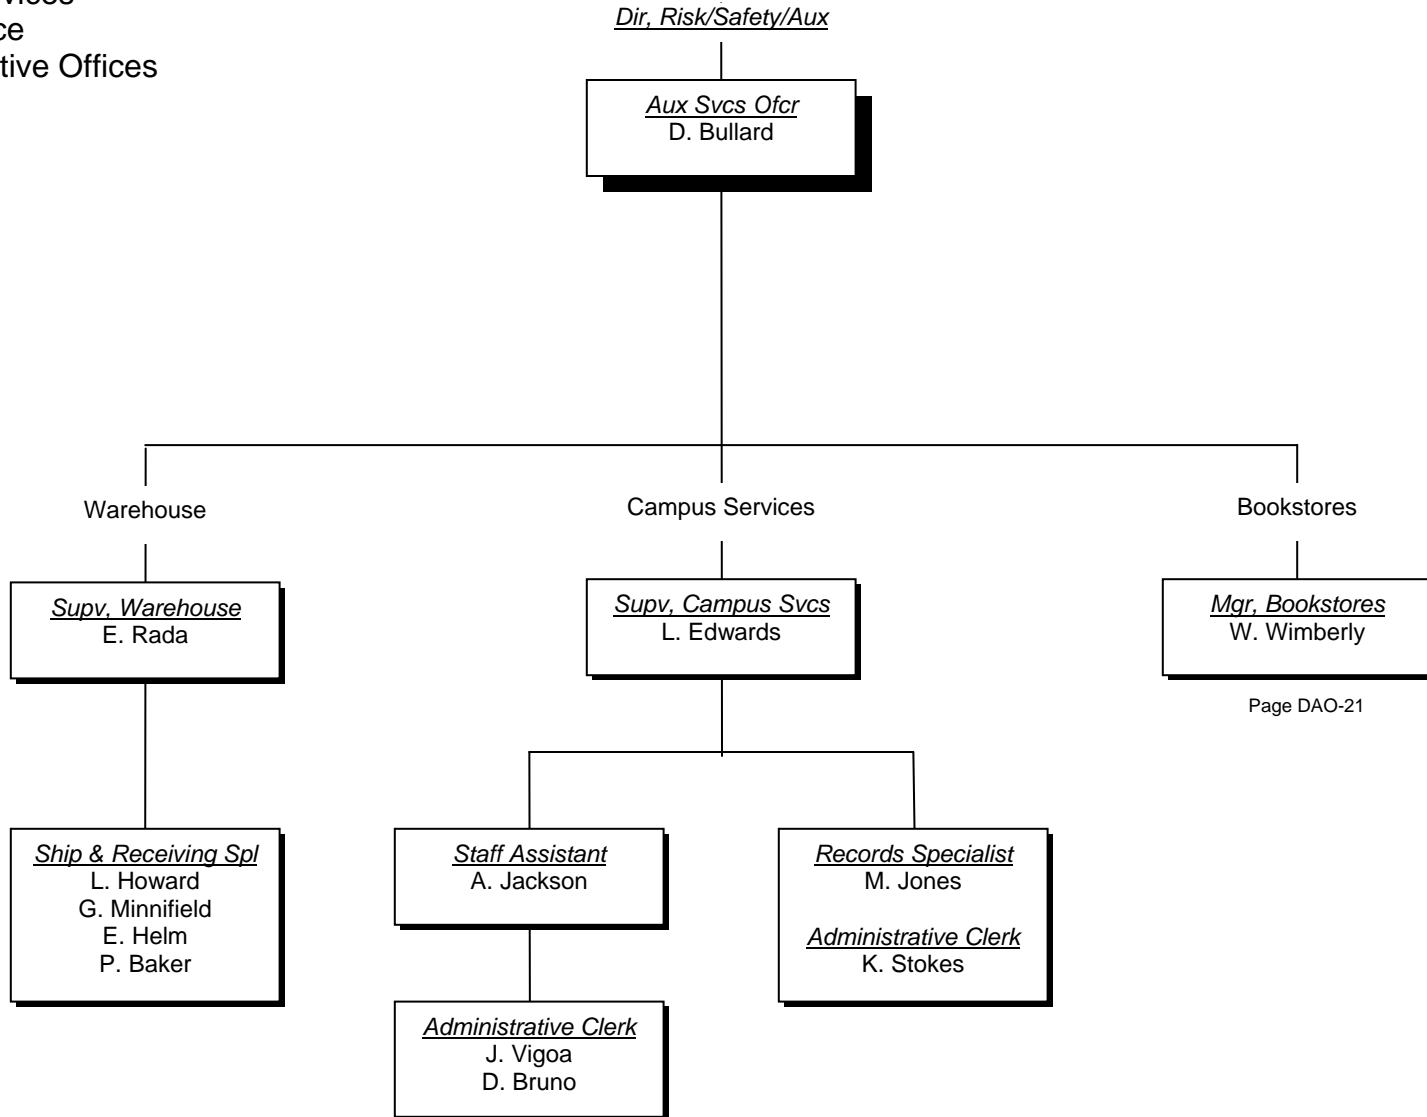 Dir, Risk/Safety/Aux
tive Offices
Aux Svcs Ofcr
D. Bullard
Warehouse
Campus Services
Bookstores
Supv, Warehouse
E. Rada
Supv, Campus Svcs
L. Edwards
Mgr, Bookstores
W. Wimberly
Page DAO-21
Ship & Receiving Spl
L. Howard
G. Minnifield
E. Helm
P. Baker
Staff Assistant
A. Jackson
Records Specialist
M. Jones
Administrative Clerk
K. Stokes
Administrative Clerk
J. Vigoa
D. Bruno